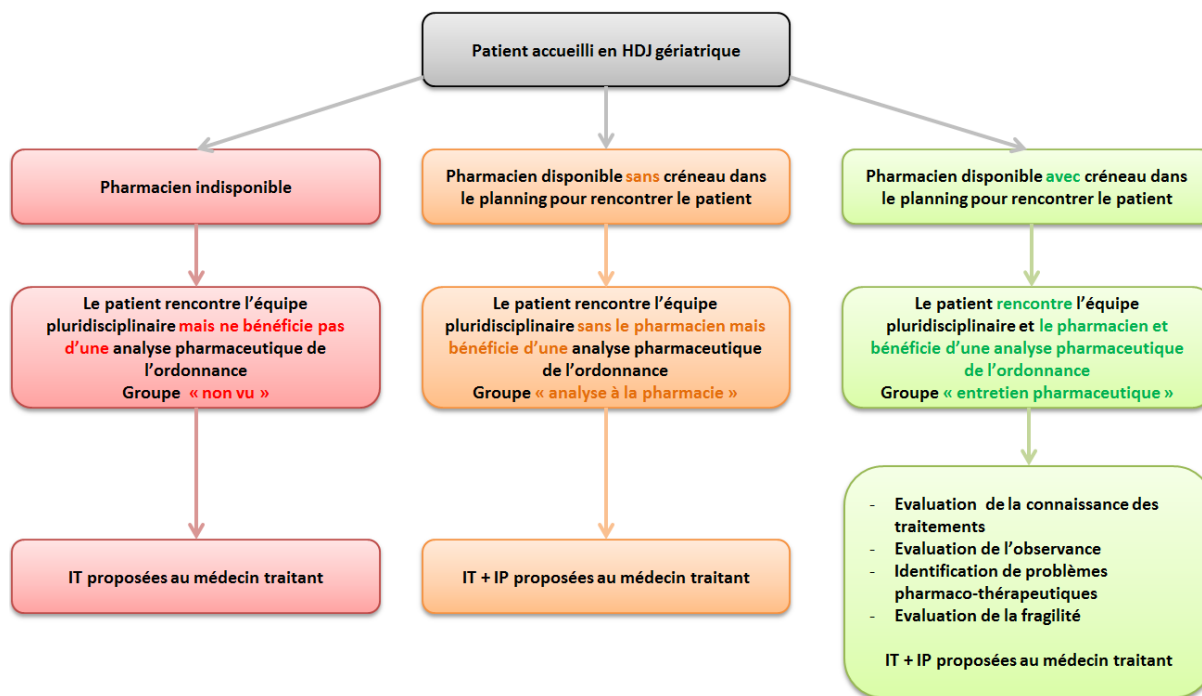 Patient accueilli en HDJ gériatrique
Pharmacien indisponible
Pharmacien disponible sans créneau dans
le planning pour rencontrer le patient
Pharmacien disponible avec créneau dans
le planning pour rencontrer le patient
Le patient rencontre l’équipe
pluridisciplinaire mais ne bénéficie pas
d’une analyse pharmaceutique de
l’ordonnance
Groupe « non vu »
Le patient rencontre l’équipe
pluridisciplinaire sans le pharmacien mais
bénéficie d’une analyse pharmaceutique
de l’ordonnance
Groupe « analyse à la pharmacie »
Le patient rencontre l’équipe
pluridisciplinaire et le pharmacien et
bénéficie d’une analyse pharmaceutique
de l’ordonnance
Groupe « entretien pharmaceutique »
IT proposées au médecin traitant
IT + IP proposées au médecin traitant
- Evaluation de la connaissance des
traitements
- Evaluation de l’observance
- Identification de problèmes
pharmaco-thérapeutiques
- Evaluation de la fragilité
IT + IP proposées au médecin traitant